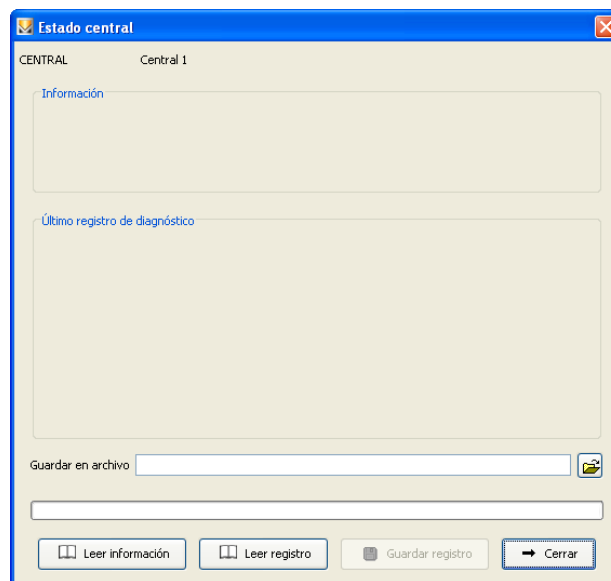 Estado central
CENTRAL Central 1
Información
Último registro de diagnóstico
Guardar en archivo
Leer información Leer registro Guardar registro Cerrar